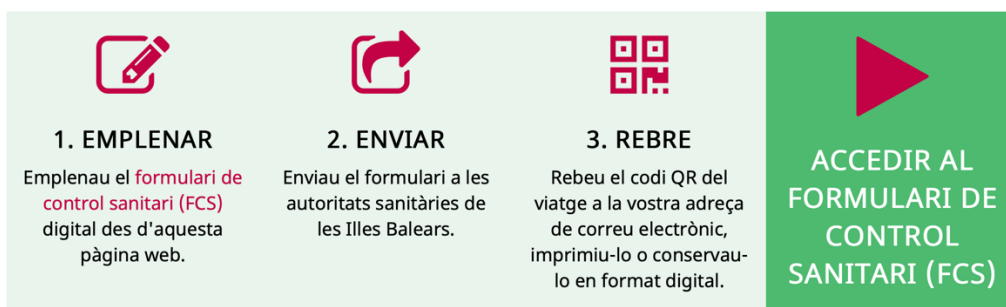 1. EMPLENAR
Emplenau el formulari de
control sanitari (FCS)
digital des d'aquesta
pàgina web.
2. ENVIAR
Enviau el formulari a les
autoritats sanitàries de
les Illes Balears.
3. REBRE
Rebeu el codi QR del
viatge a la vostra adreça
de correu electrònic,
imprimiu-lo o conservau-
lo en format digital.
ACCEDIR AL
FORMULARI DE
CONTROL
SANITARI (FCS)